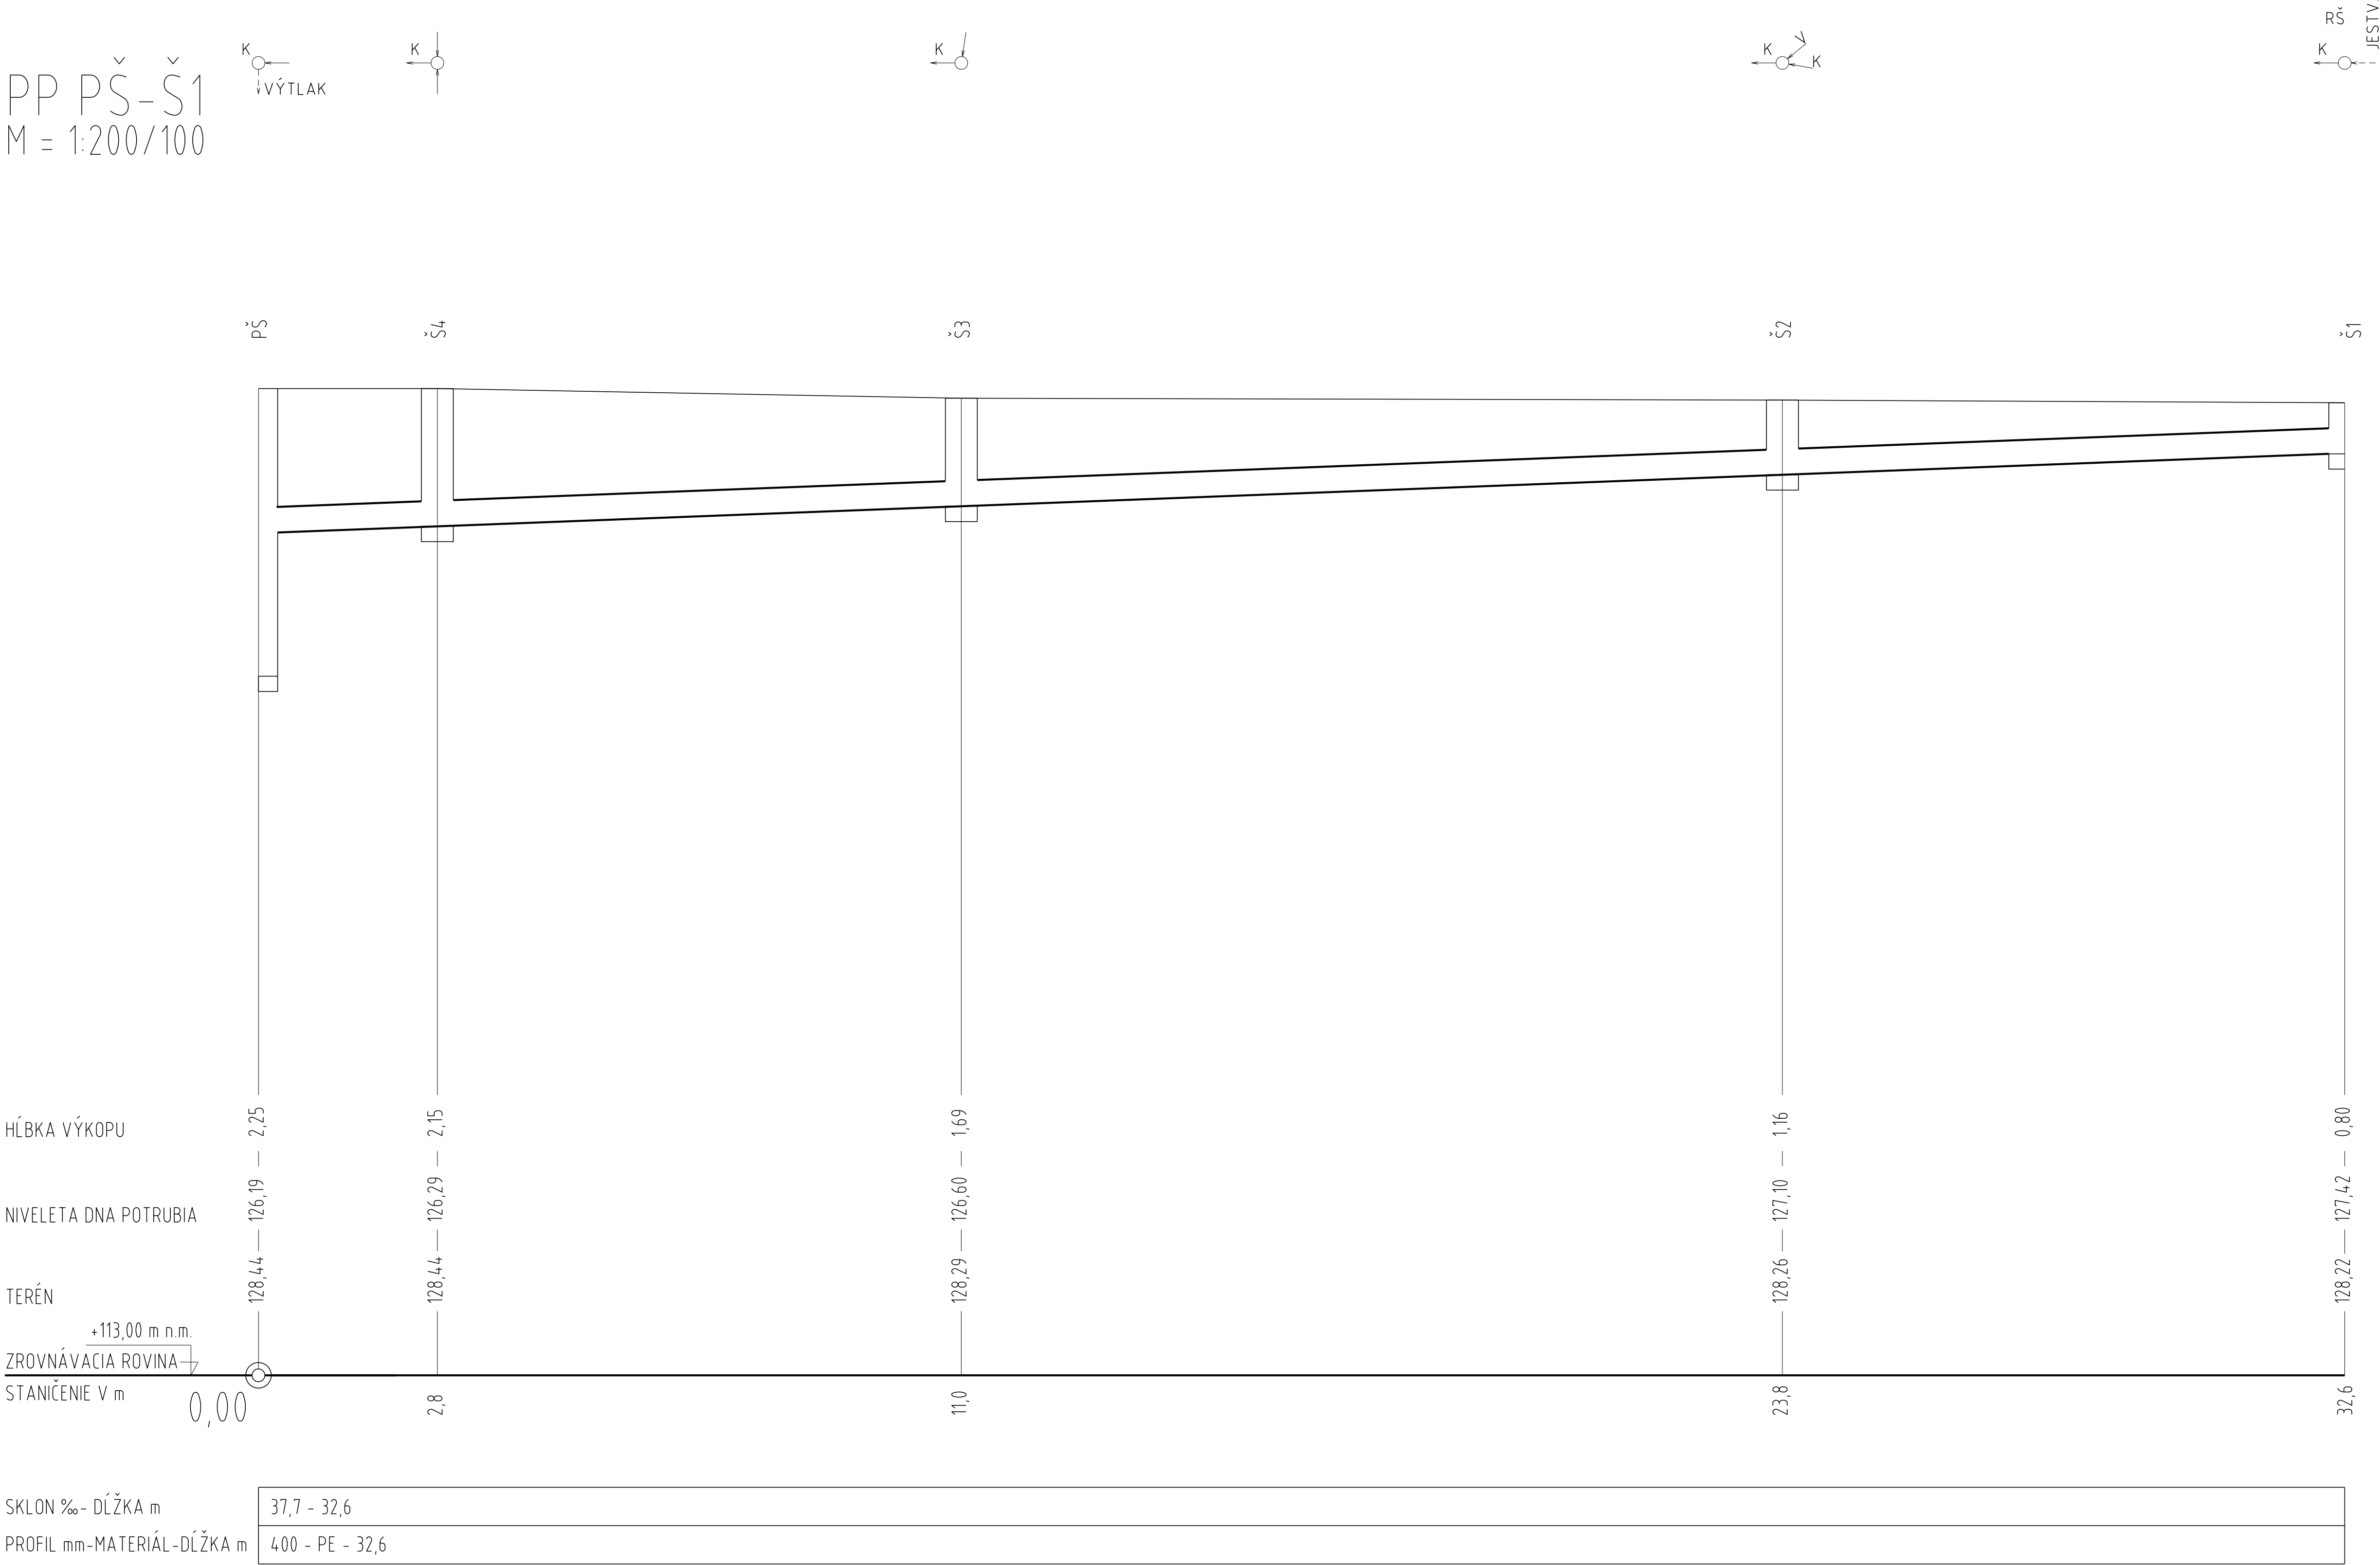 RŠ
JESTV.
K
K
K
K
V
K
K
VÝTLAK
PP PŠ-Š1
M = 1:200/100
PŠ
Š4
Š3
Š2
Š1
HĹBKA VÝKOPU 2,25 2,15 1,69 1,16 0,80
NIVELETA DNA POTRUBIA 126,19 126,29 126,60 127,10 127,42
TERÉN 128,44 128,44 128,29 128,26 128,22
+113,00 m n.m.
ZROVNÁVACIA ROVINA
STANIČENIE V m 0,00 2,8 11,0 23,8 32,6
SKLON ‰- DĹŽKA m 37,7 - 32,6
PROFIL mm-MATERIÁL-DĹŽKA m 400 - PE - 32,6